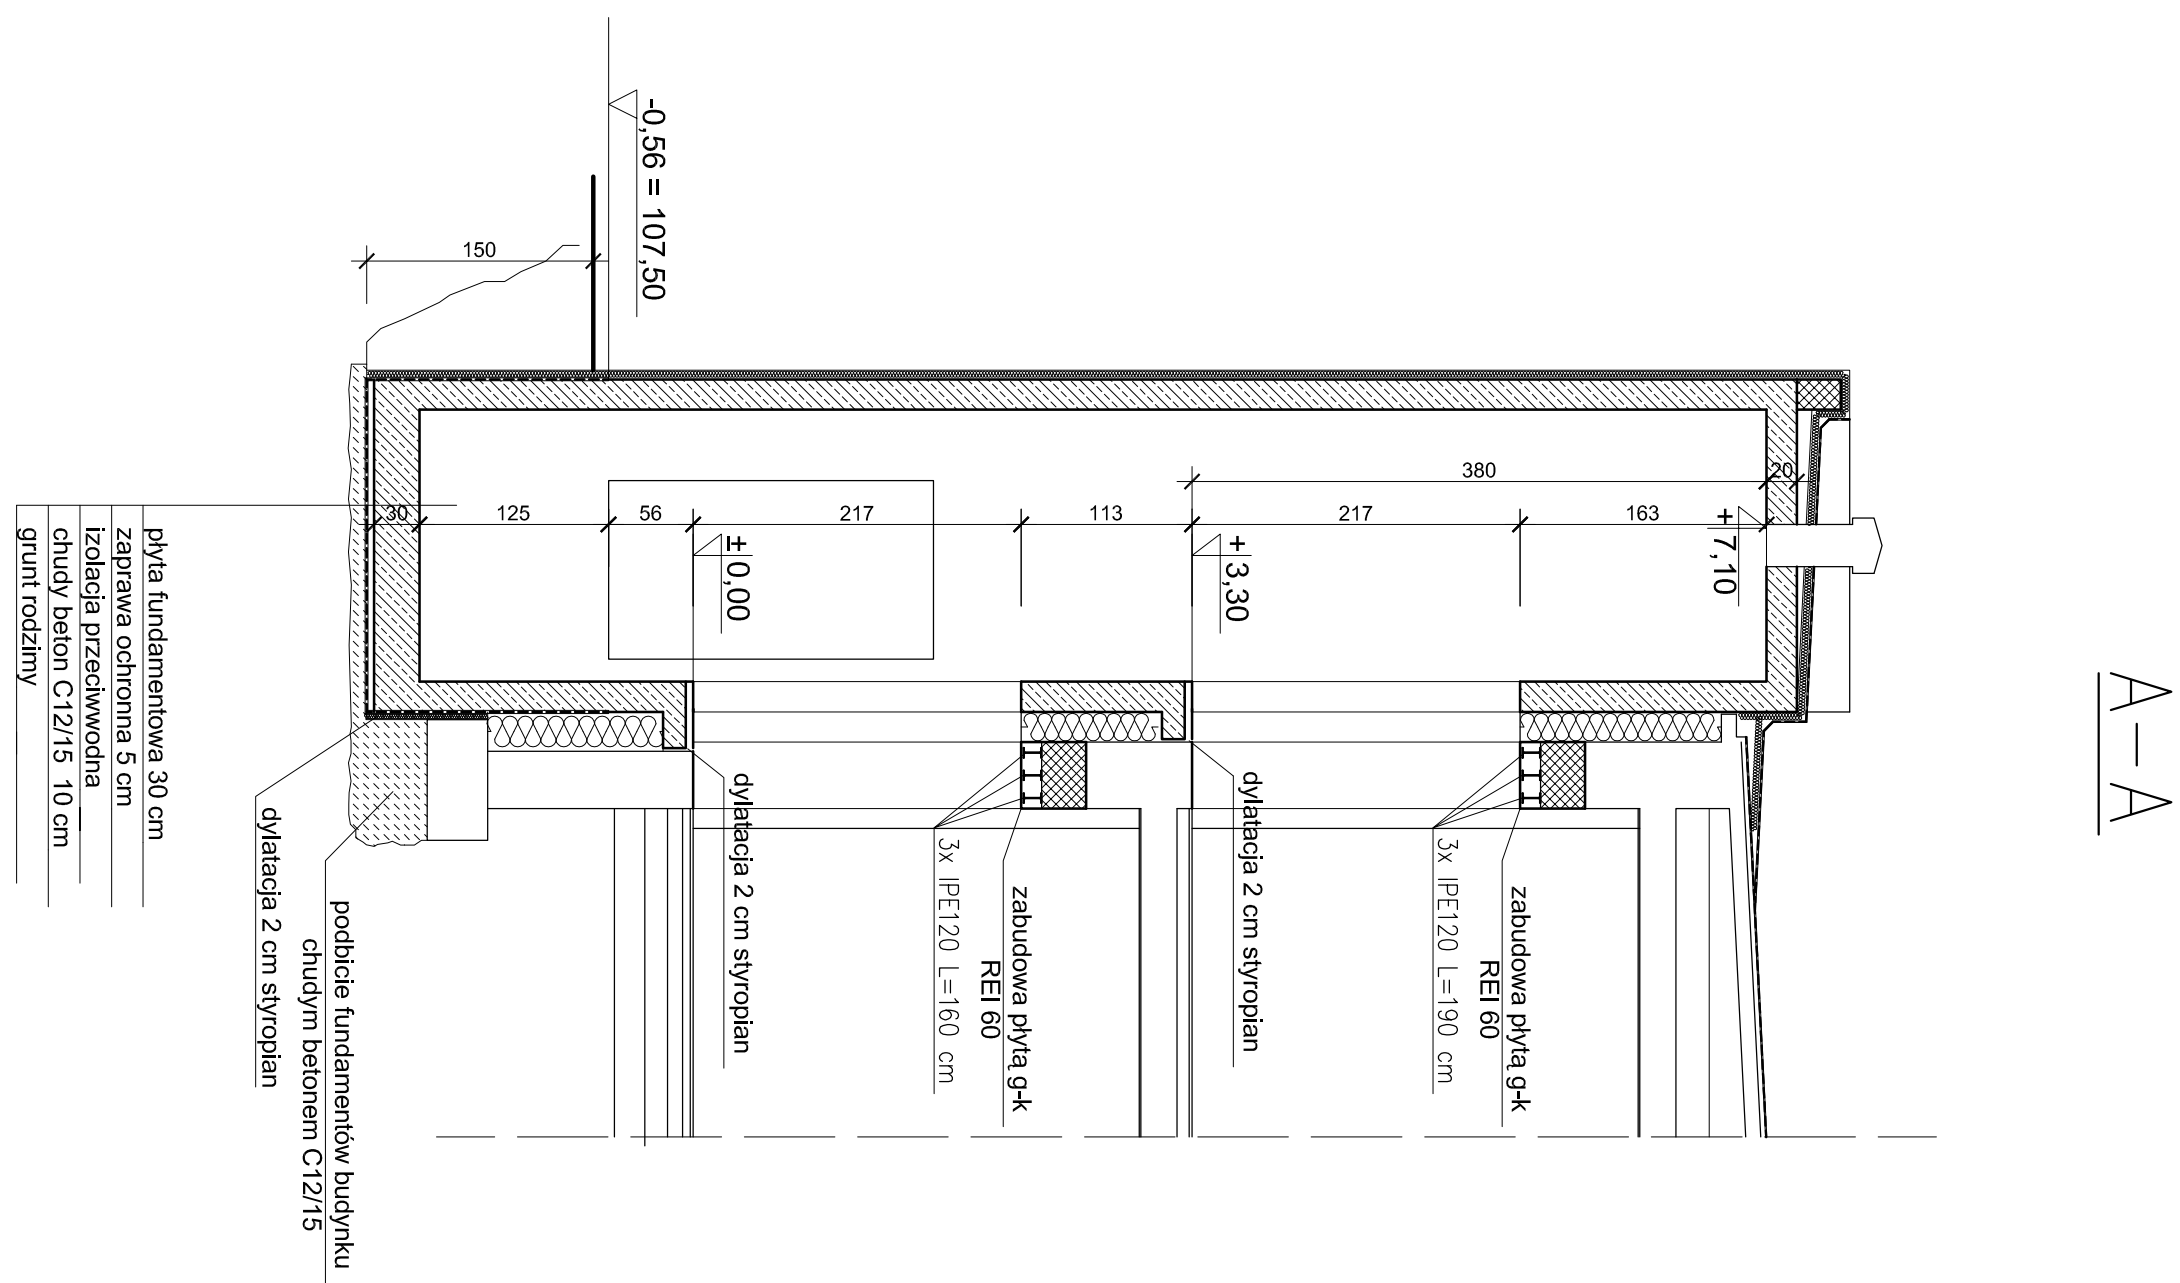 A – A
-0,56 = 107,50
150
380
20
30
125
56
217
113
217
163
+7,10
+3,30
±0,00
zabudowa płytą g-k
REI 60
3x IPE120 L=190 cm
dylatacja 2 cm styropian
zabudowa płytą g-k
REI 60
3x IPE120 L=160 cm
dylatacja 2 cm styropian
podbicie fundamentów budynku
chudym betonem C12/15
dylatacja 2 cm styropian
płyta fundamentowa 30 cm
zaprawa ochronna 5 cm
izolacja przeciwwodna
chudy beton C12/15 10 cm
grunt rodzimy